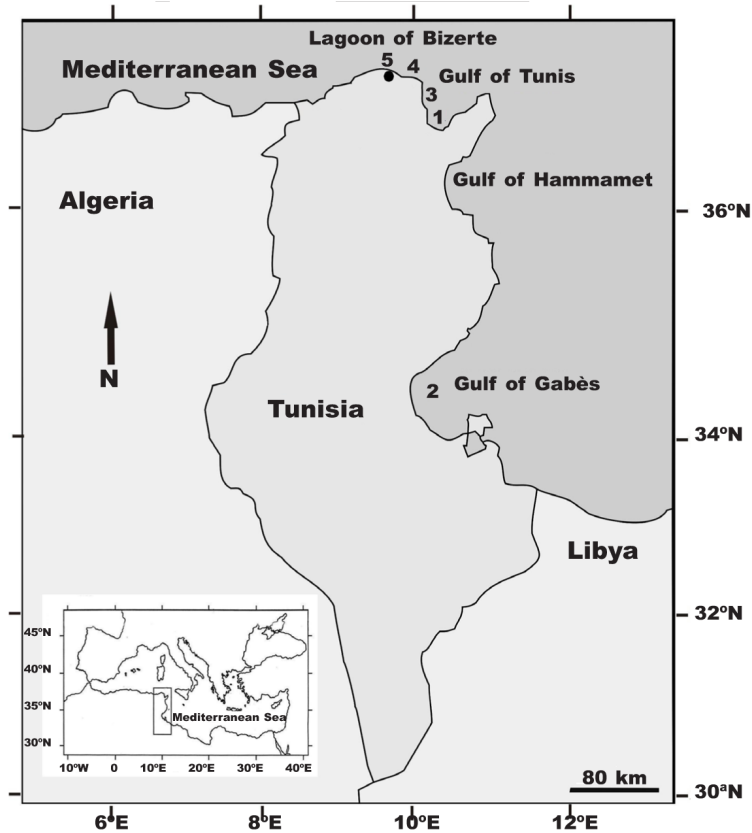 Lagoon of Bizerte
5
4
Mediterranean Sea
Gulf of Tunis
3
1
Gulf of Hammamet
Algeria
36ºN
N
2
Gulf of Gabès
Tunisia
34ºN
Libya
32ºN
45ºN
40ºN
35ºN
Mediterranean Sea
30ºN
10ºW 0 10ºE 20ºE 30ºE 40ºE
80 km
30ªN
6ºE 8ºE 10ºE 12ºE